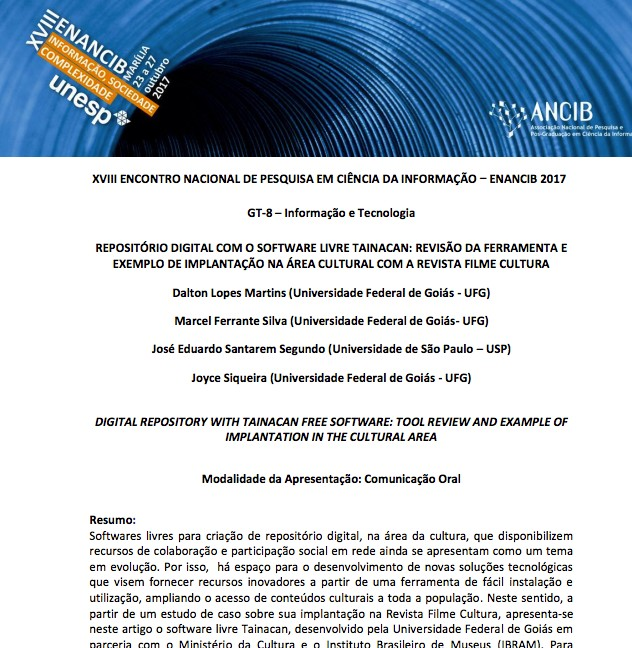 XVIII ENANCIB
INFORMAÇÃO, SOCIEDADE
COMPLEXIDADE
MARÍLIA
23 a 27
outubro
2017
unesp
ANCIB
Associação Nacional de Pesquisa e
Pós-Graduação em Ciência da Informa
XVIII ENCONTRO NACIONAL DE PESQUISA EM CIÊNCIA DA INFORMAÇÃO – ENANCIB 2017
GT-8 – Informação e Tecnologia
REPOSITÓRIO DIGITAL COM O SOFTWARE LIVRE TAINACAN: REVISÃO DA FERRAMENTA E
EXEMPLO DE IMPLANTAÇÃO NA ÁREA CULTURAL COM A REVISTA FILME CULTURA
Dalton Lopes Martins (Universidade Federal de Goiás - UFG)
Marcel Ferrante Silva (Universidade Federal de Goiás- UFG)
José Eduardo Santarem Segundo (Universidade de São Paulo – USP)
Joyce Siqueira (Universidade Federal de Goiás - UFG)
DIGITAL REPOSITORY WITH TAINACAN FREE SOFTWARE: TOOL REVIEW AND EXAMPLE OF
IMPLANTATION IN THE CULTURAL AREA
Modalidade da Apresentação: Comunicação Oral
Resumo:
Softwares livres para criação de repositório digital, na área da cultura, que disponibilizem
recursos de colaboração e participação social em rede ainda se apresentam como um tema
em evolução. Por isso, há espaço para o desenvolvimento de novas soluções tecnológicas
que visem fornecer recursos inovadores a partir de uma ferramenta de fácil instalação e
utilização, ampliando o acesso de conteúdos culturais a toda a população. Neste sentido, a
partir de um estudo de caso sobre sua implantação na Revista Filme Cultura, apresenta-se
neste artigo o software livre Tainacan, desenvolvido pela Universidade Federal de Goiás em
parceria com o Ministério da Cultura e o Instituto Brasileiro de Museus (IBRAM). Para